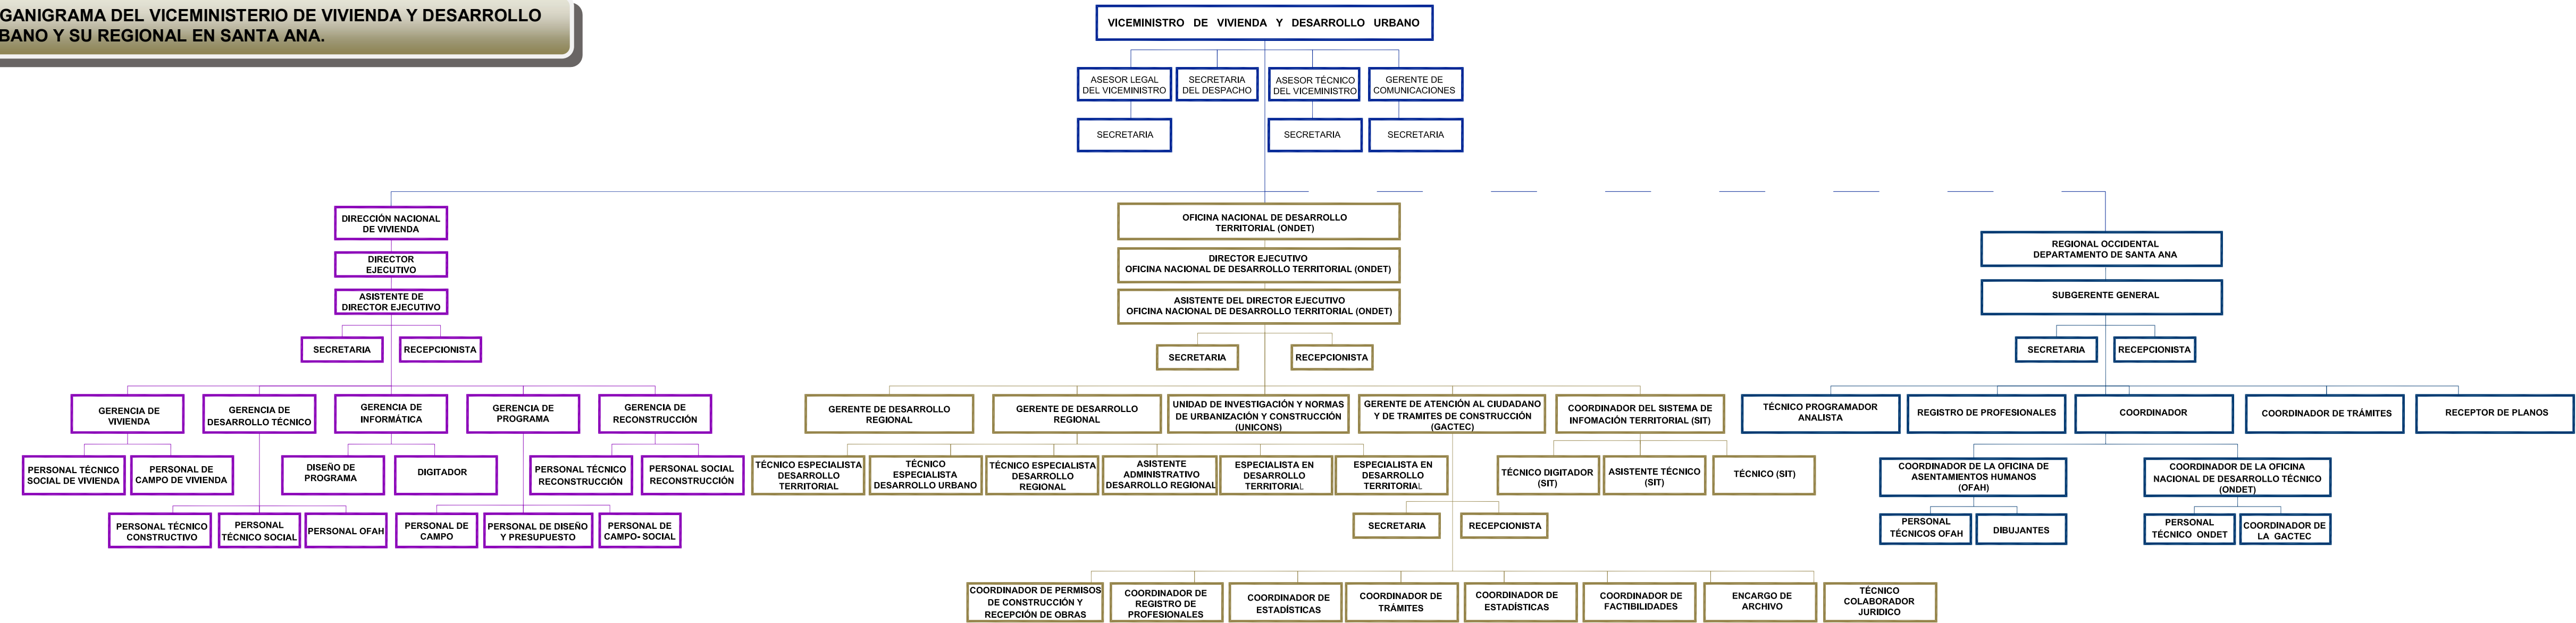 GANIGRAMA DEL VICEMINISTERIO DE VIVIENDA Y DESARROLLO
BANO Y SU REGIONAL EN SANTA ANA.
VICEMINISTRO DE VIVIENDA Y DESARROLLO URBANO
ASESOR LEGAL
DEL VICEMINISTRO
SECRETARIA
DEL DESPACHO
ASESOR TÉCNICO
DEL VICEMINISTRO
GERENTE DE
COMUNICACIONES
SECRETARIA
SECRETARIA
SECRETARIA
DIRECCIÓN NACIONAL
DE VIVIENDA
DIRECTOR
EJECUTIVO
ASISTENTE DE
DIRECTOR EJECUTIVO
SECRETARIA
RECEPCIONISTA
GERENCIA DE
VIVIENDA
GERENCIA DE
DESARROLLO TÉCNICO
GERENCIA DE
INFORMÁTICA
GERENCIA DE
PROGRAMA
GERENCIA DE
RECONSTRUCCIÓN
PERSONAL TÉCNICO
SOCIAL DE VIVIENDA
PERSONAL DE
CAMPO DE VIVIENDA
DISEÑO DE
PROGRAMA
DIGITADOR
PERSONAL TÉCNICO
RECONSTRUCCIÓN
PERSONAL SOCIAL
RECONSTRUCCIÓN
PERSONAL TÉCNICO
CONSTRUCTIVO
PERSONAL
TÉCNICO SOCIAL
PERSONAL OFAH
PERSONAL DE
CAMPO
PERSONAL DE DISEÑO
Y PRESUPUESTO
PERSONAL DE
CAMPO- SOCIAL
OFICINA NACIONAL DE DESARROLLO
TERRITORIAL (ONDET)
DIRECTOR EJECUTIVO
OFICINA NACIONAL DE DESARROLLO TERRITORIAL (ONDET)
ASISTENTE DEL DIRECTOR EJECUTIVO
OFICINA NACIONAL DE DESARROLLO TERRITORIAL (ONDET)
SECRETARIA
RECEPCIONISTA
GERENTE DE DESARROLLO
REGIONAL
GERENTE DE DESARROLLO
REGIONAL
UNIDAD DE INVESTIGACIÓN Y NORMAS
DE URBANIZACIÓN Y CONSTRUCCIÓN
(UNICONS)
GERENTE DE ATENCIÓN AL CIUDADANO
Y DE TRAMITES DE CONSTRUCCIÓN
(GACTEC)
COORDINADOR DEL SISTEMA DE
INFOMACIÓN TERRITORIAL (SIT)
TÉCNICO ESPECIALISTA
DESARROLLO
TERRITORIAL
TÉCNICO
ESPECIALISTA
DESARROLLO URBANO
TÉCNICO ESPECIALISTA
DESARROLLO
REGIONAL
ASISTENTE
ADMINISTRATIVO
DESARROLLO REGIONAL
ESPECIALISTA EN
DESARROLLO
TERRITORIAL
ESPECIALISTA EN
DESARROLLO
TERRITORIAL
TÉCNICO DIGITADOR
(SIT)
ASISTENTE TÉCNICO
(SIT)
TÉCNICO (SIT)
SECRETARIA
RECEPCIONISTA
COORDINADOR DE PERMISOS
DE CONSTRUCCIÓN Y
RECEPCIÓN DE OBRAS
COORDINADOR DE
REGISTRO DE
PROFESIONALES
COORDINADOR DE
ESTADÍSTICAS
COORDINADOR DE
TRÁMITES
COORDINADOR DE
ESTADÍSTICAS
COORDINADOR DE
FACTIBILIDADES
ENCARGO DE
ARCHIVO
TÉCNICO
COLABORADOR
JURIDICO
REGIONAL OCCIDENTAL
DEPARTAMENTO DE SANTA ANA
SUBGERENTE GENERAL
SECRETARIA
RECEPCIONISTA
TÉCNICO PROGRAMADOR
ANALISTA
REGISTRO DE PROFESIONALES
COORDINADOR
COORDINADOR DE TRÁMITES
RECEPTOR DE PLANOS
COORDINADOR DE LA OFICINA DE
ASENTAMIENTOS HUMANOS
(OFAH)
COORDINADOR DE LA OFICINA
NACIONAL DE DESARROLLO TÉCNICO
(ONDET)
PERSONAL
TÉCNICOS OFAH
DIBUJANTES
PERSONAL
TÉCNICO ONDET
COORDINADOR DE
LA GACTEC